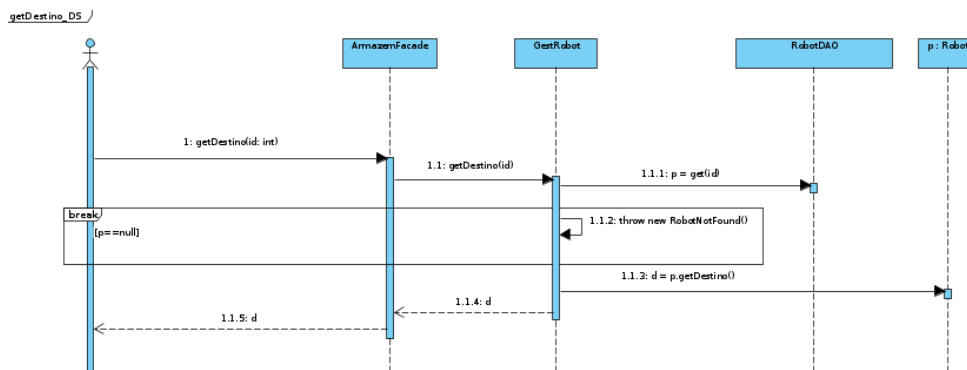 getDestino_DS
ArmazemFacade
GestRobot
RobotDAO
p : Robot
1: getDestino(id: int)
1.1: getDestino(id)
1.1.1: p = get(id)
break
[p==null]
1.1.2: throw new RobotNotFound()
1.1.3: d = p.getDestino()
1.1.4: d
1.1.5: d